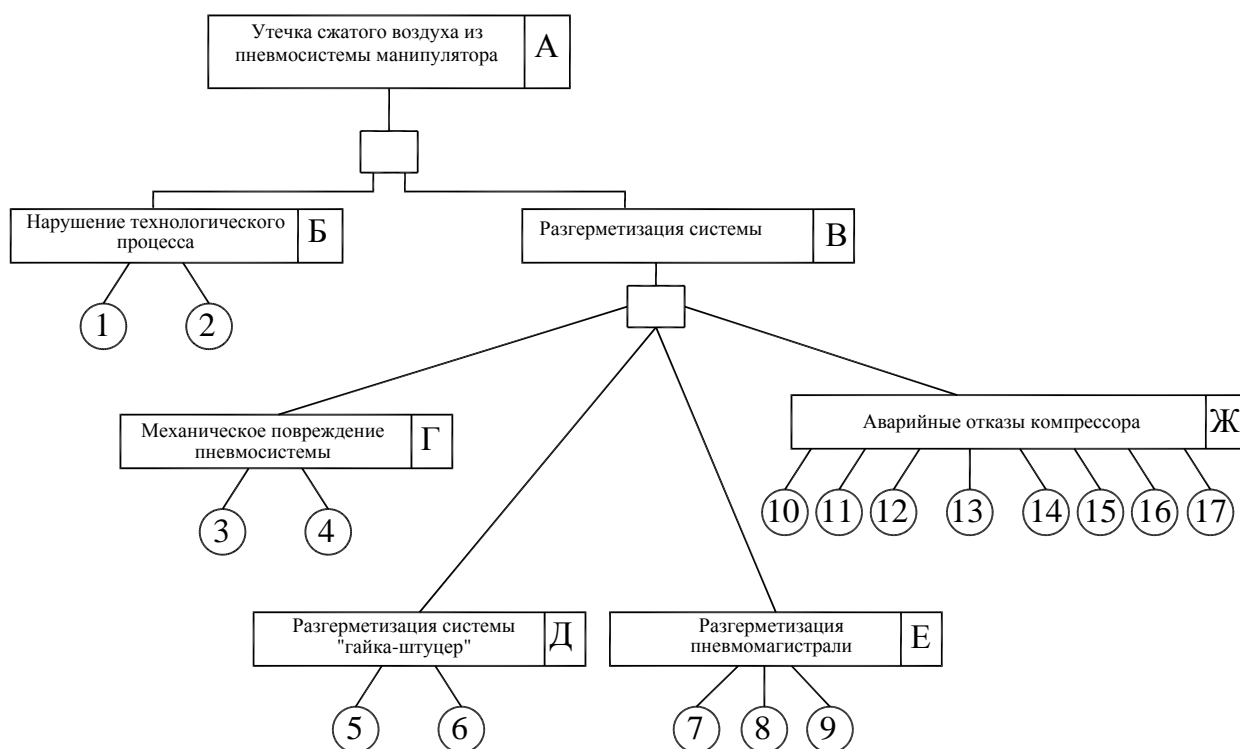 Утечка сжатого воздуха из
пневмосистемы манипулятора
А
Нарушение технологического
процесса
Б
Разгерметизация системы
В
1
2
Механическое повреждение
пневмосистемы
Г
Аварийные отказы компрессора
Ж
3
4
10
11
12
13
14
15
16
17
Разгерметизация системы
"гайка-штуцер"
Д
Разгерметизация
пневмомагистрали
Е
5
6
7
8
9